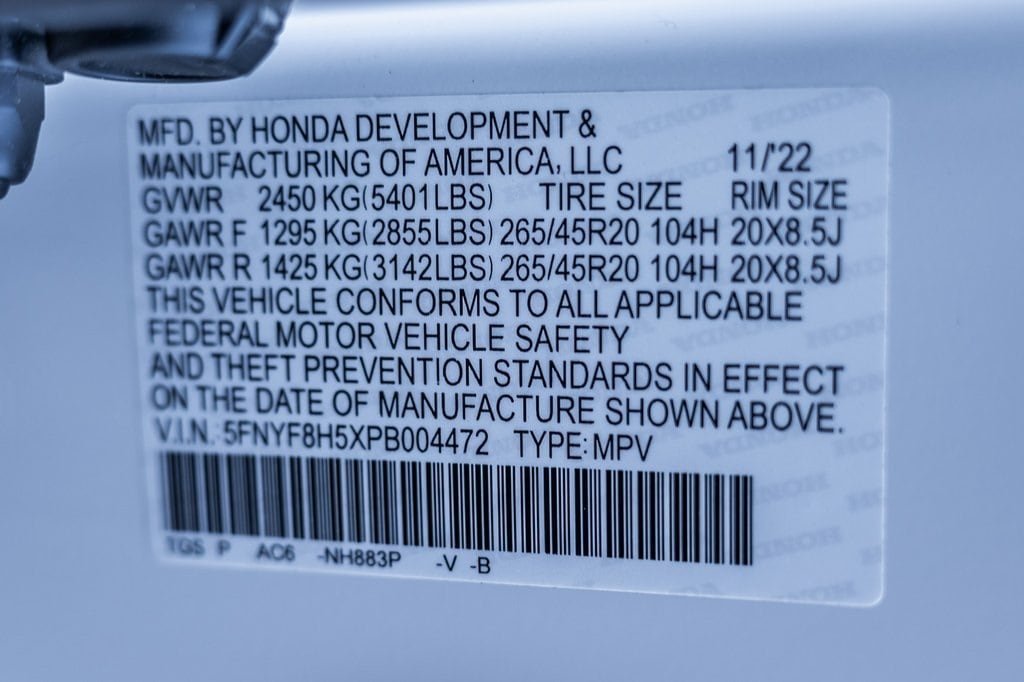 MFD. BY HONDA DEVELOPMENT &
MANUFACTURING OF AMERICA, LLC 11/'22
GVWR 2450 KG(5401LBS) TIRE SIZE RIM SIZE
GAWR F 1295 KG(2855LBS) 265/45R20 104H 20X8.5J
GAWR R 1425 KG(3142LBS) 265/45R20 104H 20X8.5J
THIS VEHICLE CONFORMS TO ALL APPLICABLE
FEDERAL MOTOR VEHICLE SAFETY
AND THEFT PREVENTION STANDARDS IN EFFECT
ON THE DATE OF MANUFACTURE SHOWN ABOVE.
V.I.N.: 5FNYF8H5XPB004472 TYPE: MPV
TG5 P AC6 -NH883P -V -B